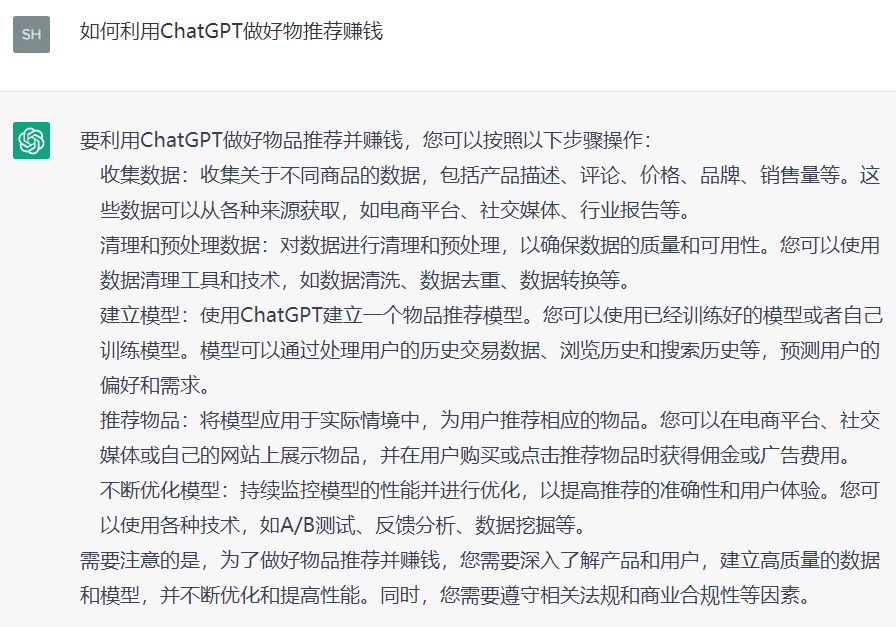 SH
如何利用ChatGPT做好物推荐赚钱
要利用ChatGPT做好物品推荐并赚钱，您可以按照以下步骤操作：
收集数据：收集关于不同商品的数据，包括产品描述、评论、价格、品牌、销售量等。这
些数据可以从各种来源获取，如电商平台、社交媒体、行业报告等。
清理和预处理数据：对数据进行清理和预处理，以确保数据的质量和可用性。您可以使用
数据清理工具和技术，如数据清洗、数据去重、数据转换等。
建立模型：使用ChatGPT建立一个物品推荐模型。您可以使用已经训练好的模型或者自己
训练模型。模型可以通过处理用户的历史交易数据、浏览历史和搜索历史等，预测用户的
偏好和需求。
推荐物品：将模型应用于实际情境中，为用户推荐相应的物品。您可以在电商平台、社交
媒体或自己的网站上展示物品，并在用户购买或点击推荐物品时获得佣金或广告费用。
不断优化模型：持续监控模型的性能并进行优化，以提高推荐的准确性和用户体验。您可
以使用各种技术，如A/B测试、反馈分析、数据挖掘等。
需要注意的是，为了做好物品推荐并赚钱，您需要深入了解产品和用户，建立高质量的数据
和模型，并不断优化和提高性能。同时，您需要遵守相关法规和商业合规性等因素。